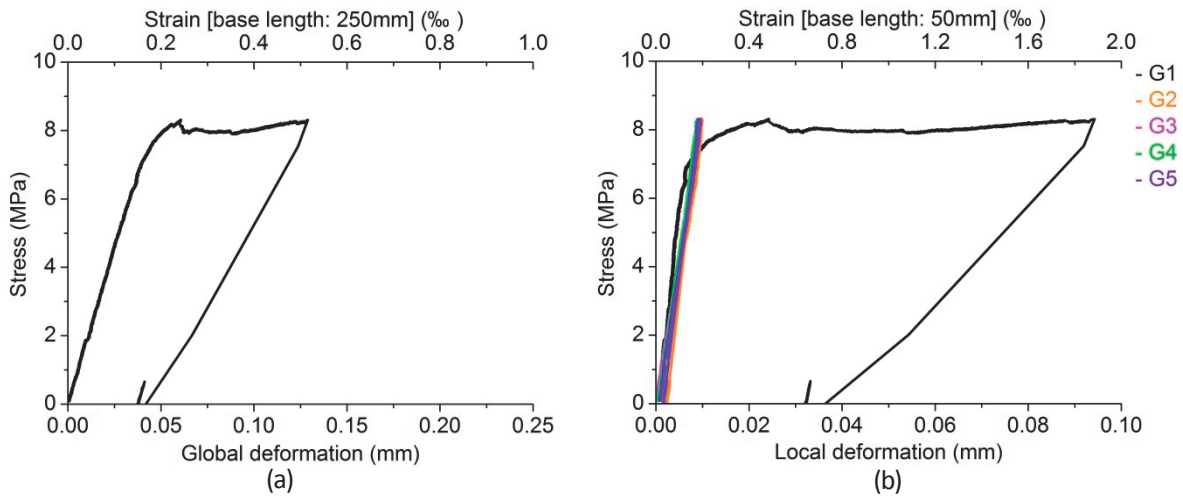 Strain [base length: 250mm] (‰ )
0.0 0.2 0.4 0.6 0.8 1.0
10
8
6
4
2
0
Stress (MPa)
0.00 0.05 0.10 0.15 0.20 0.25
Global deformation (mm)
(a)
Strain [base length: 50mm] (‰ )
0.0 0.4 0.8 1.2 1.6 2.0
10
8
6
4
2
0
Stress (MPa)
0.00 0.02 0.04 0.06 0.08 0.10
Local deformation (mm)
(b)
- G1
- G2
- G3
- G4
- G5